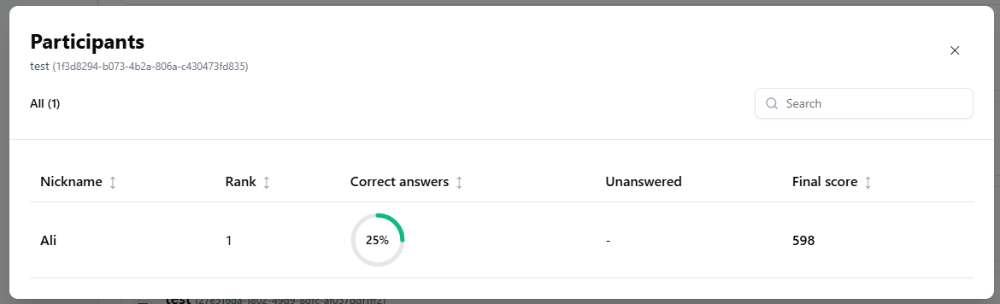 Participants
test (1f3d8294-b073-4b2a-806a-c430473fd835)
All (1)
Search
Nickname Rank Correct answers Unanswered Final score
Ali 1 25% - 598
test